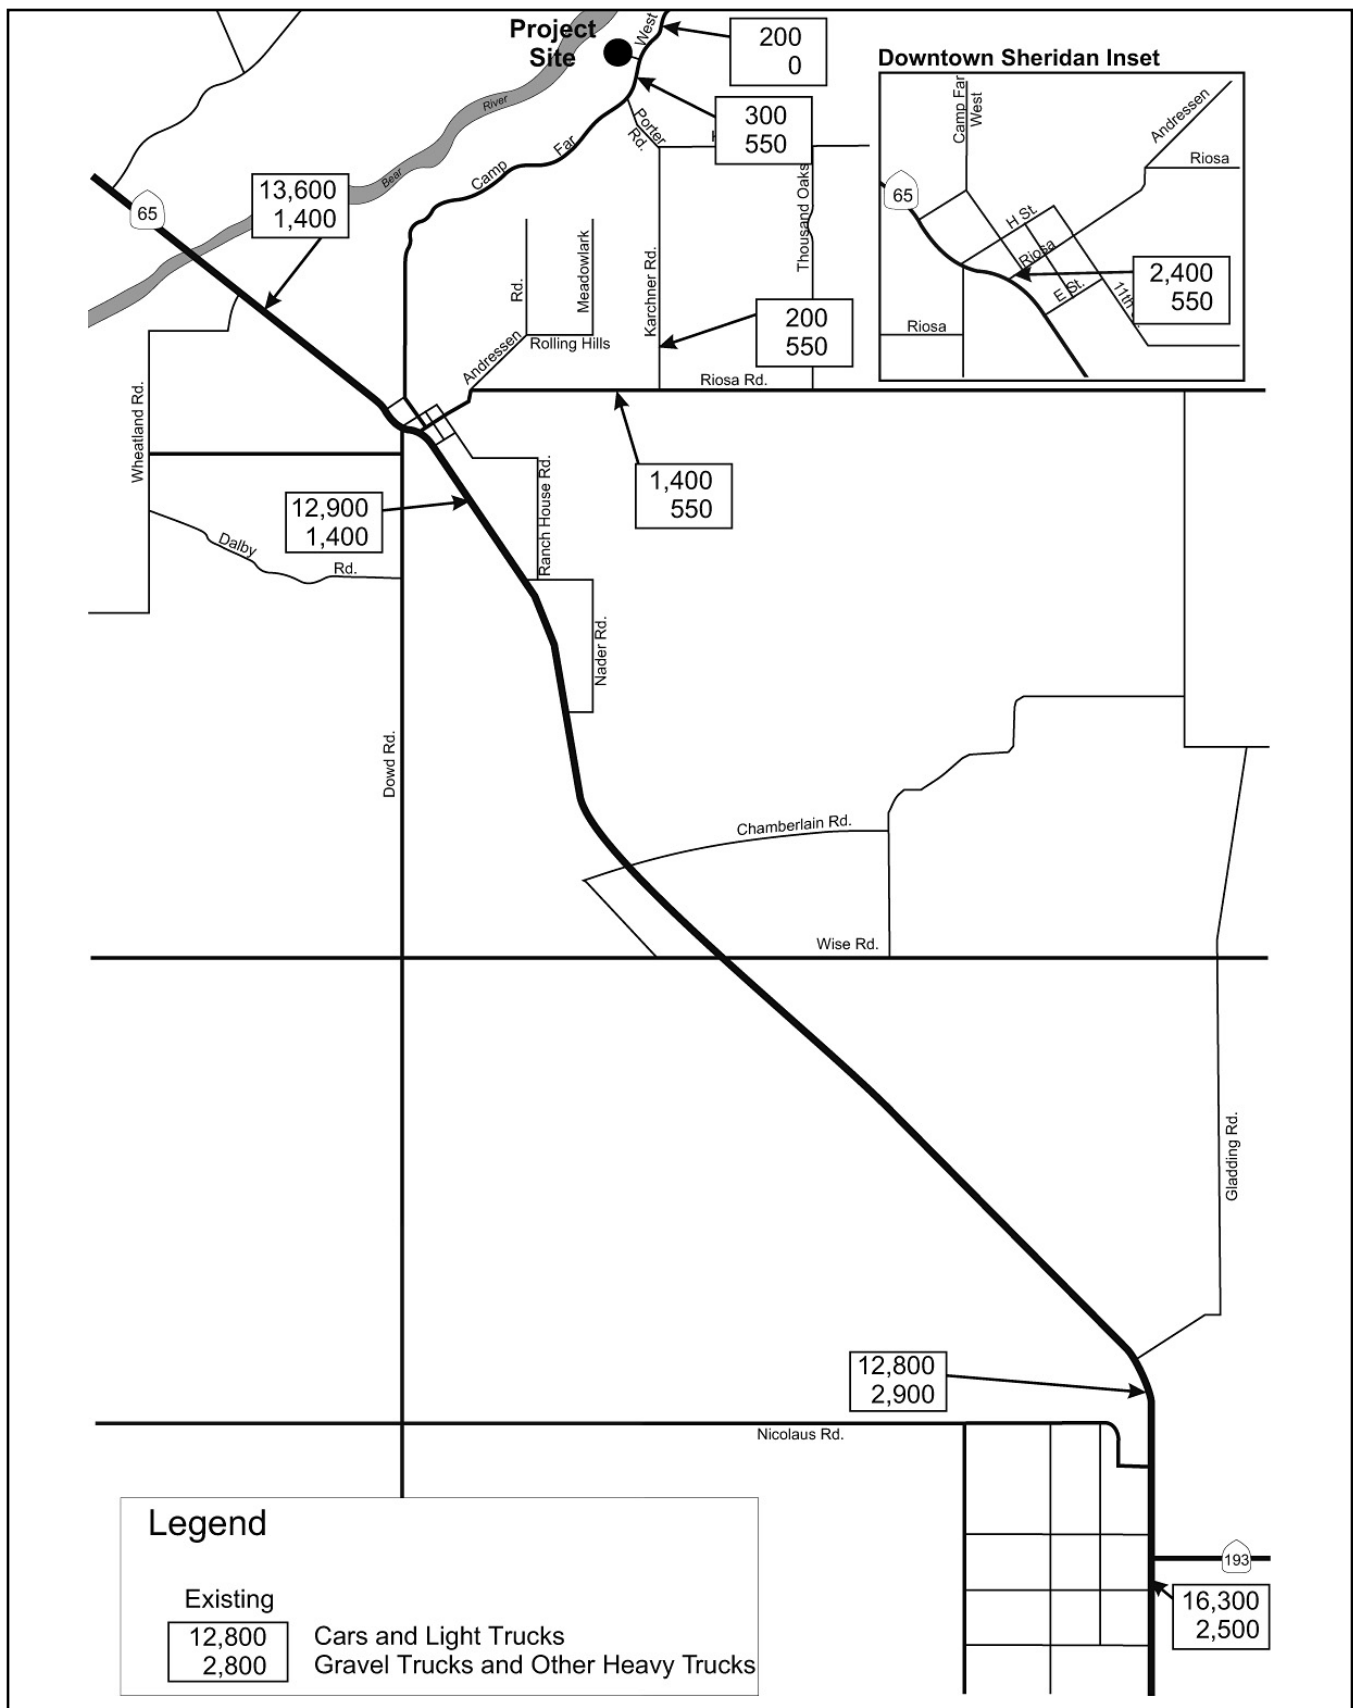 Project
Site
West
200
0
Downtown Sheridan Inset
River
300
550
Porter
Rd.
Camp Far
West
Andressen
Riosa
Bear
Camp
Far
65
13,600
1,400
65
Thousand Oaks
H St.
Riosa
E St.
11th
2,400
550
Riosa
Rd.
Meadowlark
Karchner Rd.
200
550
Andressen
Rolling Hills
Riosa Rd.
Wheatland Rd.
1,400
550
12,900
1,400
Ranch House Rd.
Dalby
Rd.
Nader Rd.
Dowd Rd.
Chamberlain Rd.
Wise Rd.
Gladding Rd.
12,800
2,900
Nicolaus Rd.
193
16,300
2,500
Legend
Existing
12,800
2,800
Cars and Light Trucks
Gravel Trucks and Other Heavy Trucks